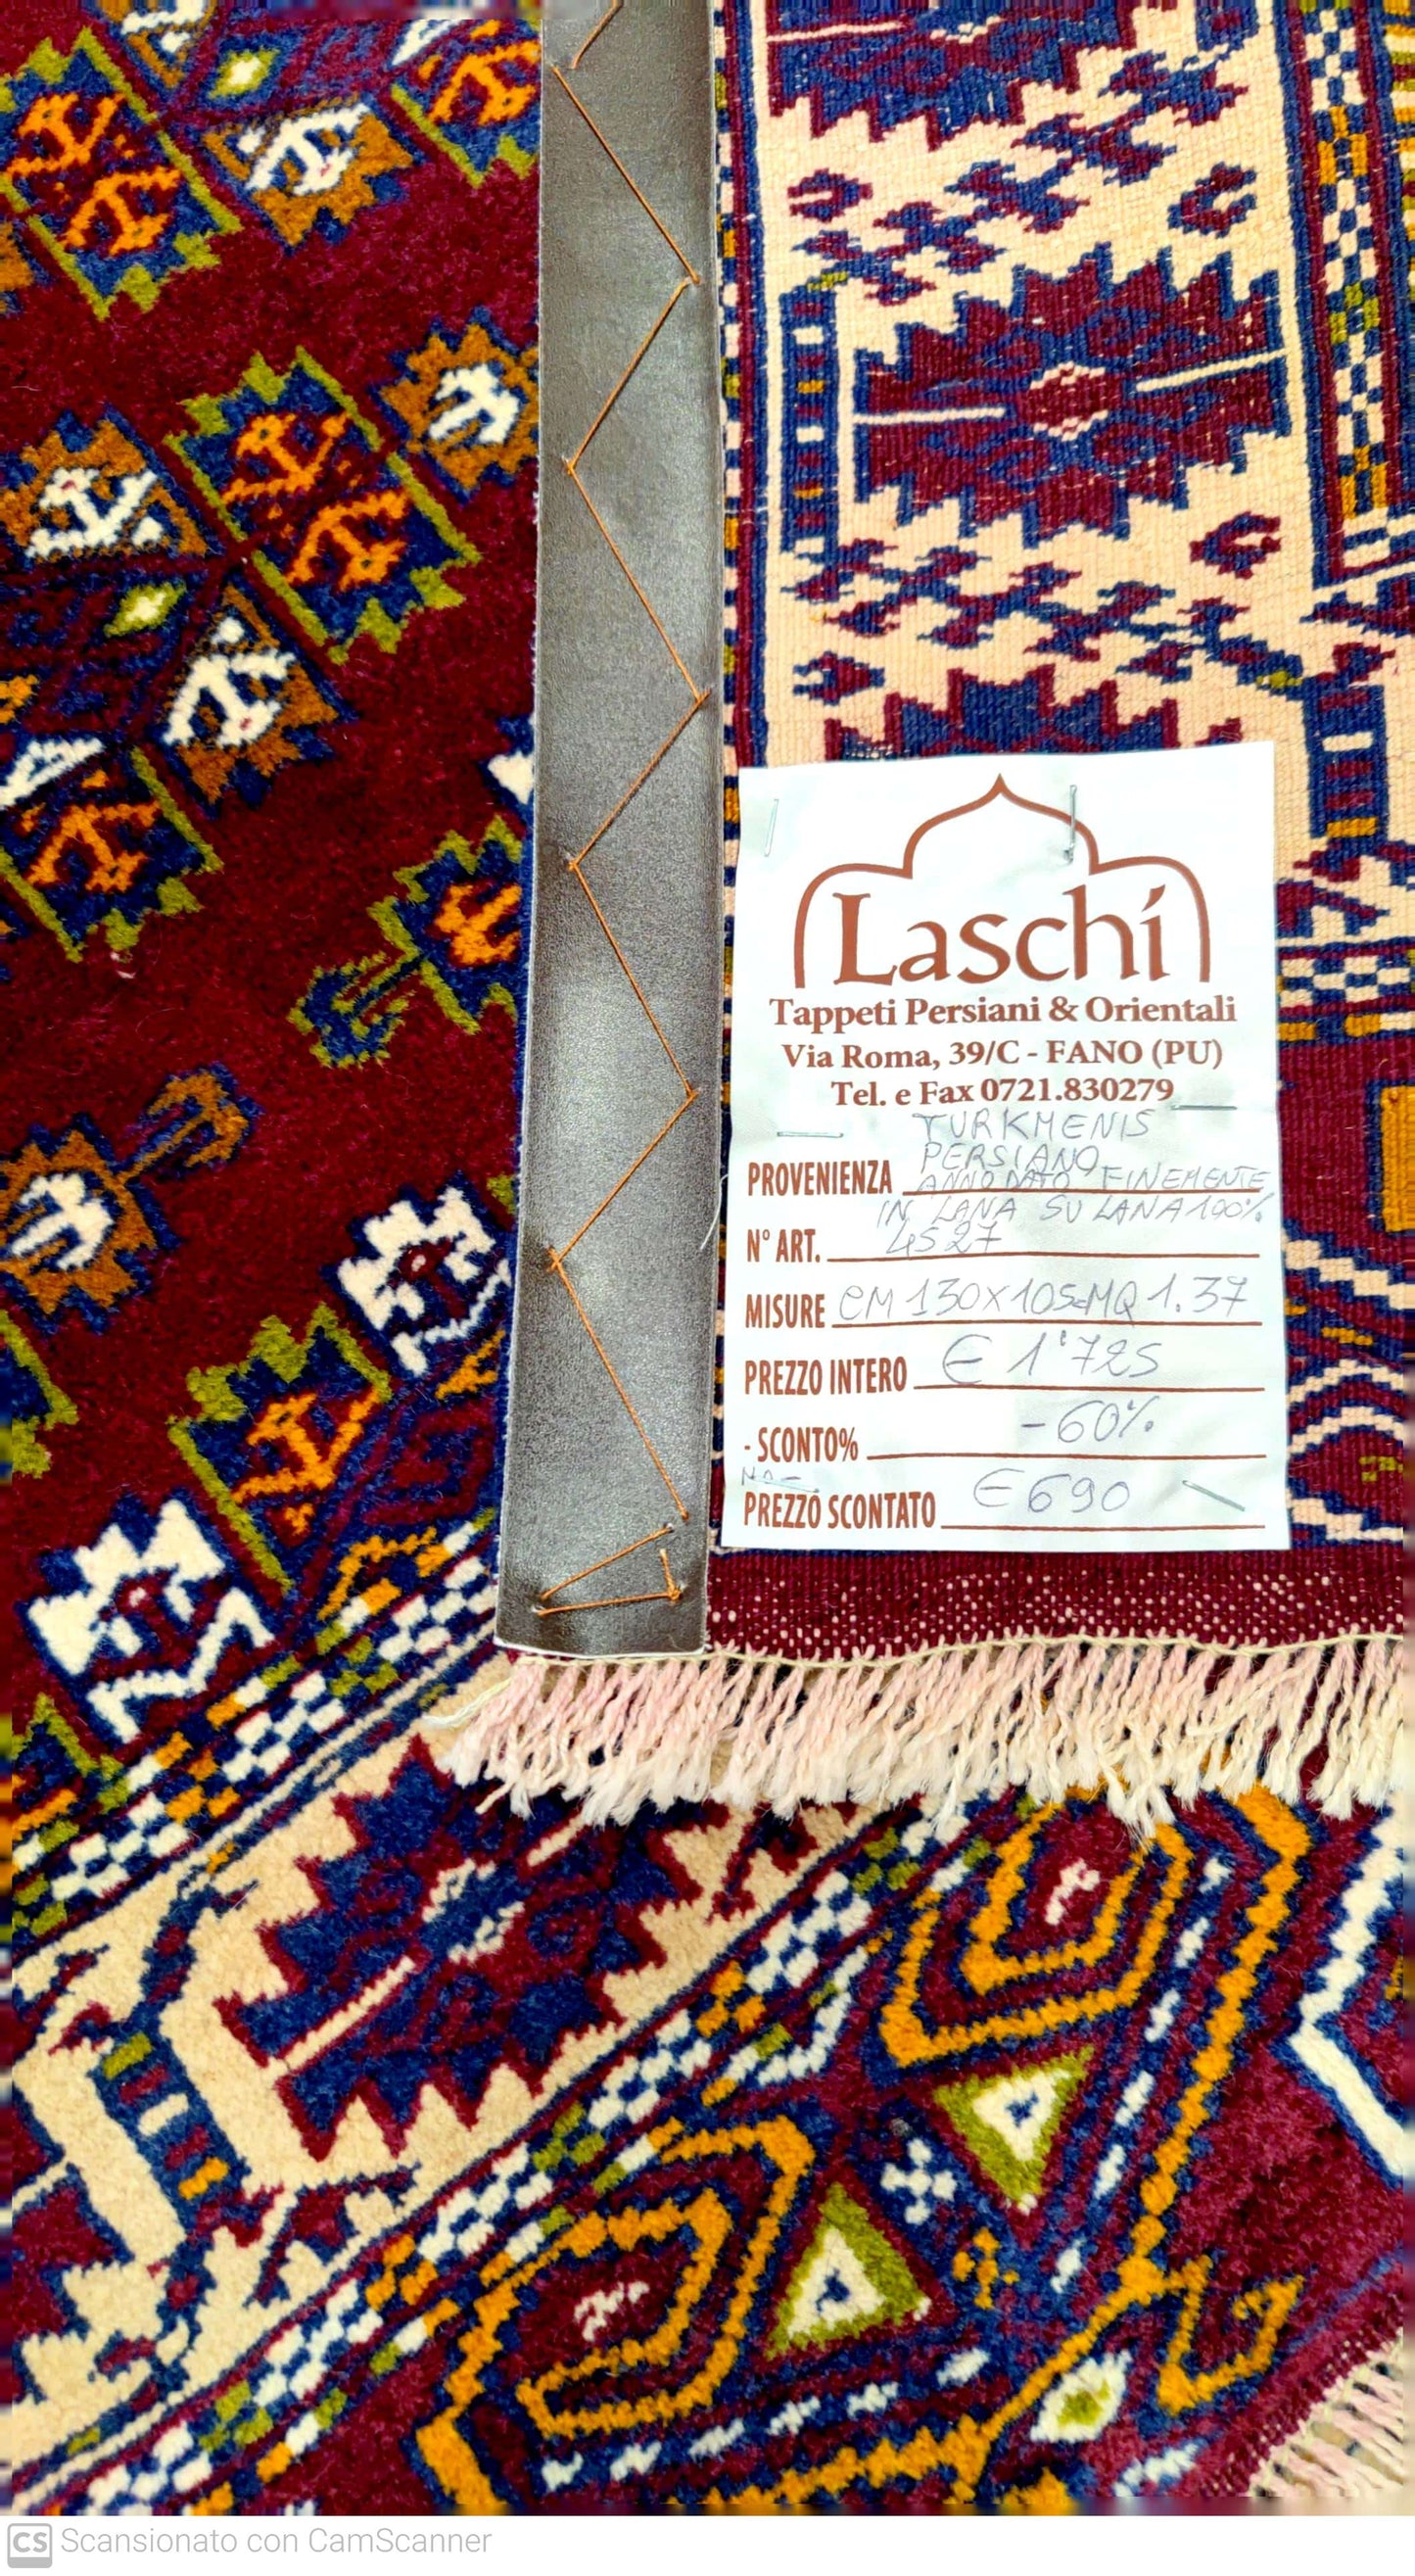 Laschi
Tappeti Persiani & Orientali
Via Roma, 39/C - FANO (PU)
Tel. e Fax 0721.830279
TURKMENIS
PERSIANO
PROVENIENZA ANNODATO FINEMENTE
IN LANA SU LANA 100%
N° ART. 4527
MISURE CM 130x105=MQ 1.37
PREZZO INTERO € 1'725
- SCONTO% -60%
PREZZO SCONTATO € 690
CS Scansionato con CamScanner